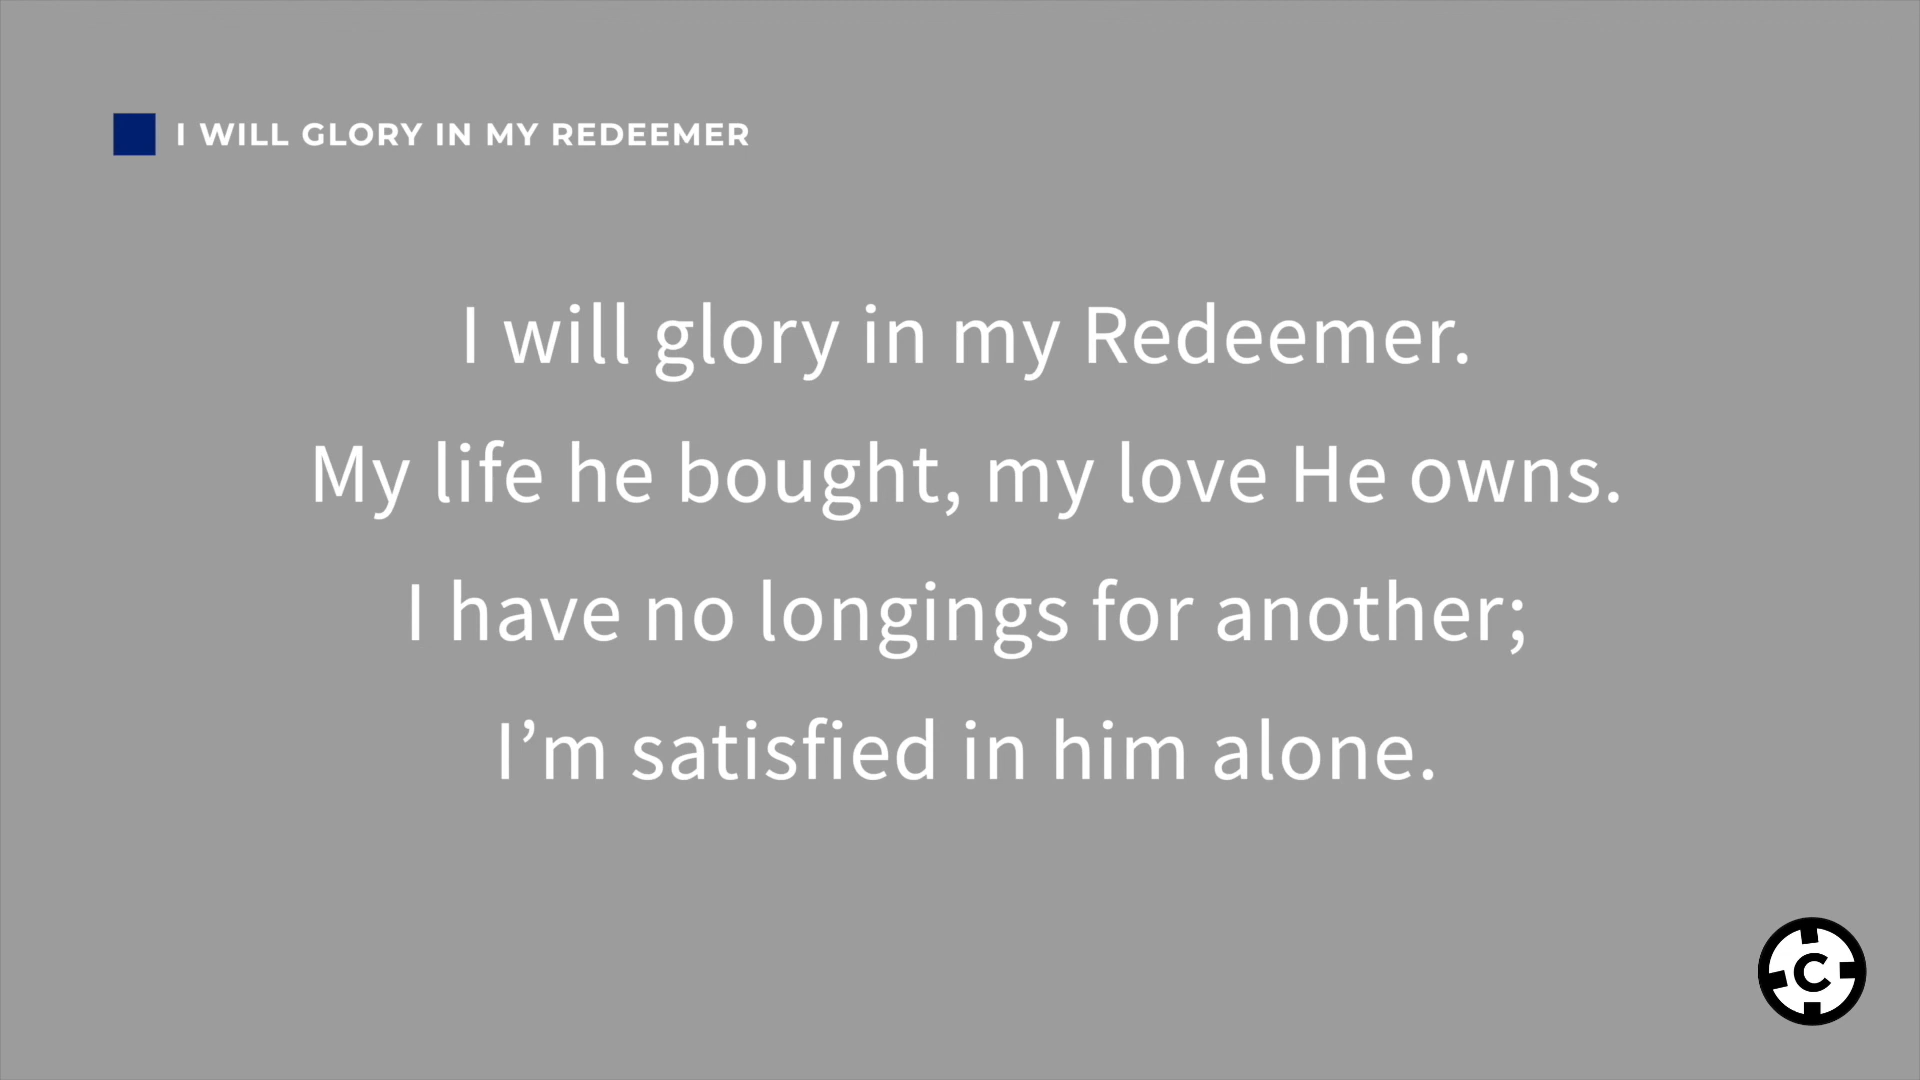 I WILL GLORY IN MY REDEEMER
I will glory in my Redeemer.
My life he bought, my love He owns.
I have no longings for another;
I’m satisfied in him alone.
C